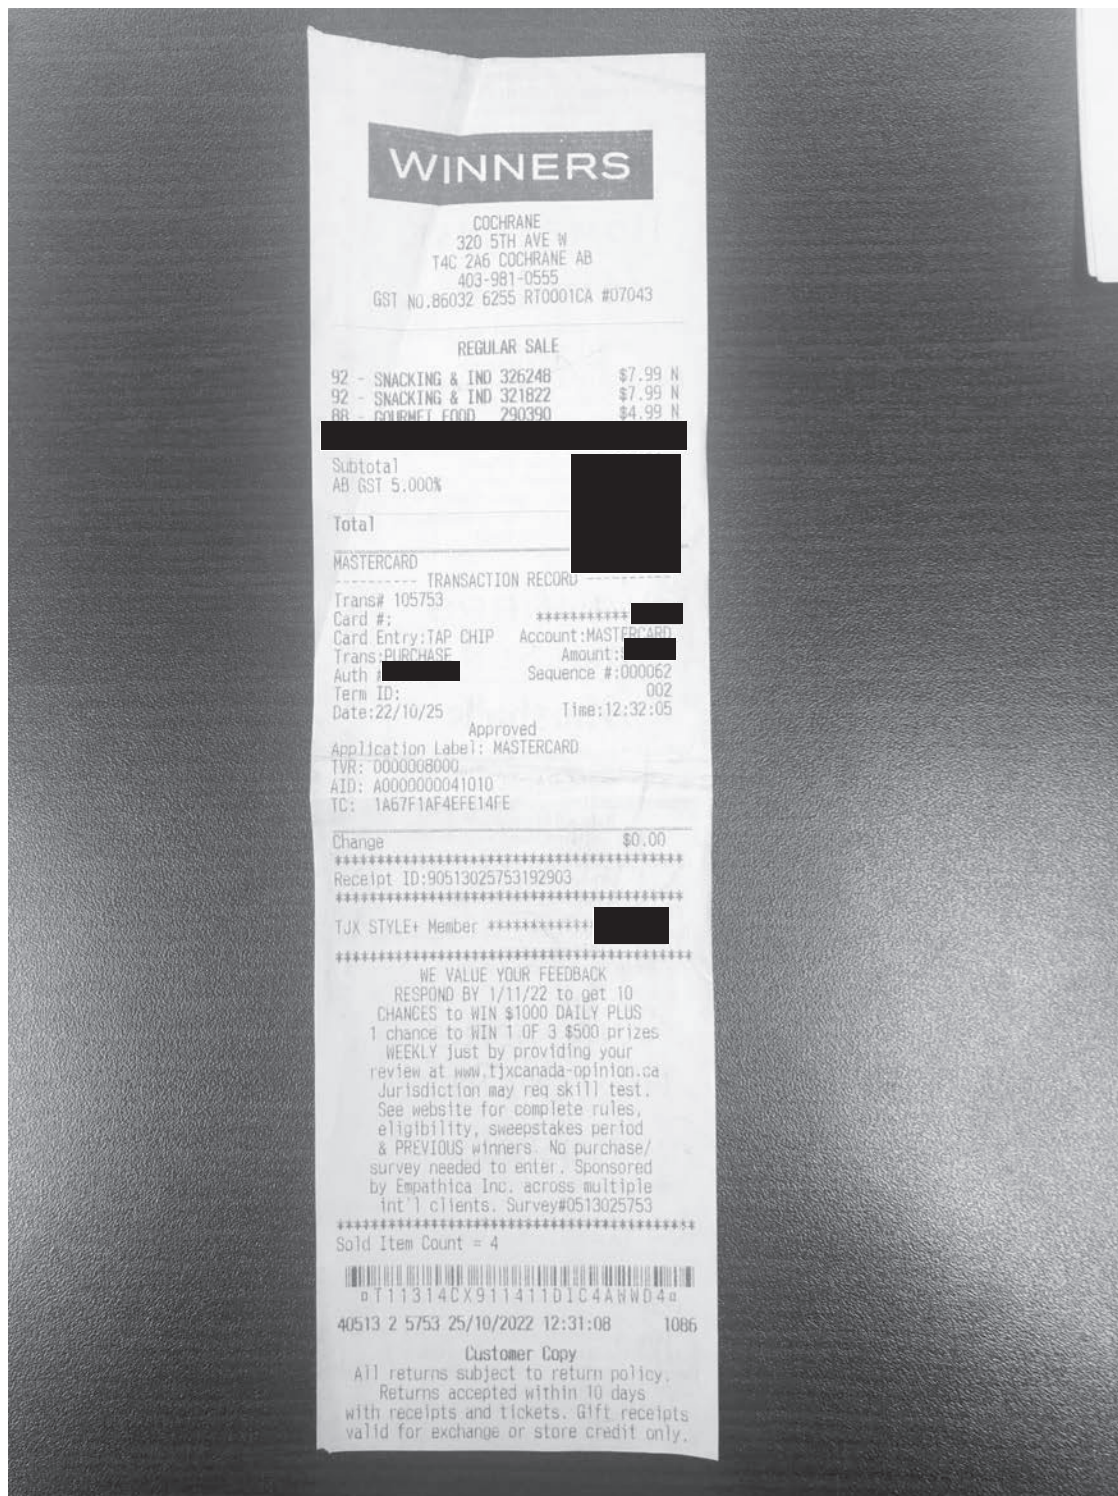 WINNERS
COCHRANE
320 5TH AVE W
T4C 2A6 COCHRANE AB
403-981-0555
GST NO.86032 6255 RT0001CA #07043
REGULAR SALE
92 - SNACKING & IND 326248 $7.99 N
92 - SNACKING & IND 321822 $7.99 N
88 - GOURMET FOOD 290390 $4.99 N
Subtotal
AB GST 5.000%
Total
MASTERCARD
---------- TRANSACTION RECORD ----------
Trans# 105753
Card #: ***********
Card Entry:TAP CHIP Account:MASTERCARD
Trans:PURCHASE Amount:
Auth Sequence #:000062
Term ID: 002
Date:22/10/25 Time:12:32:05
Approved
Application Label: MASTERCARD
TVR: 0000008000
AID: A0000000041010
TC: 1A67F1AF4EFE14FE
Change $0.00
*****************************************
Receipt ID:90513025753192903
*****************************************
TJX STYLE+ Member ************
*****************************************
WE VALUE YOUR FEEDBACK
RESPOND BY 1/11/22 to get 10
CHANCES to WIN $1000 DAILY PLUS
1 chance to WIN 1 OF 3 $500 prizes
WEEKLY just by providing your
review at www.tjxcanada-opinion.ca
Jurisdiction may req skill test.
See website for complete rules,
eligibility, sweepstakes period
& PREVIOUS winners. No purchase/
survey needed to enter. Sponsored
by Empathica Inc. across multiple
int'l clients. Survey#0513025753
*****************************************
Sold Item Count = 4
¤T11314CX911411DIC4AWWD4¤
40513 2 5753 25/10/2022 12:31:08 1086
Customer Copy
All returns subject to return policy.
Returns accepted within 10 days
with receipts and tickets. Gift receipts
valid for exchange or store credit only.